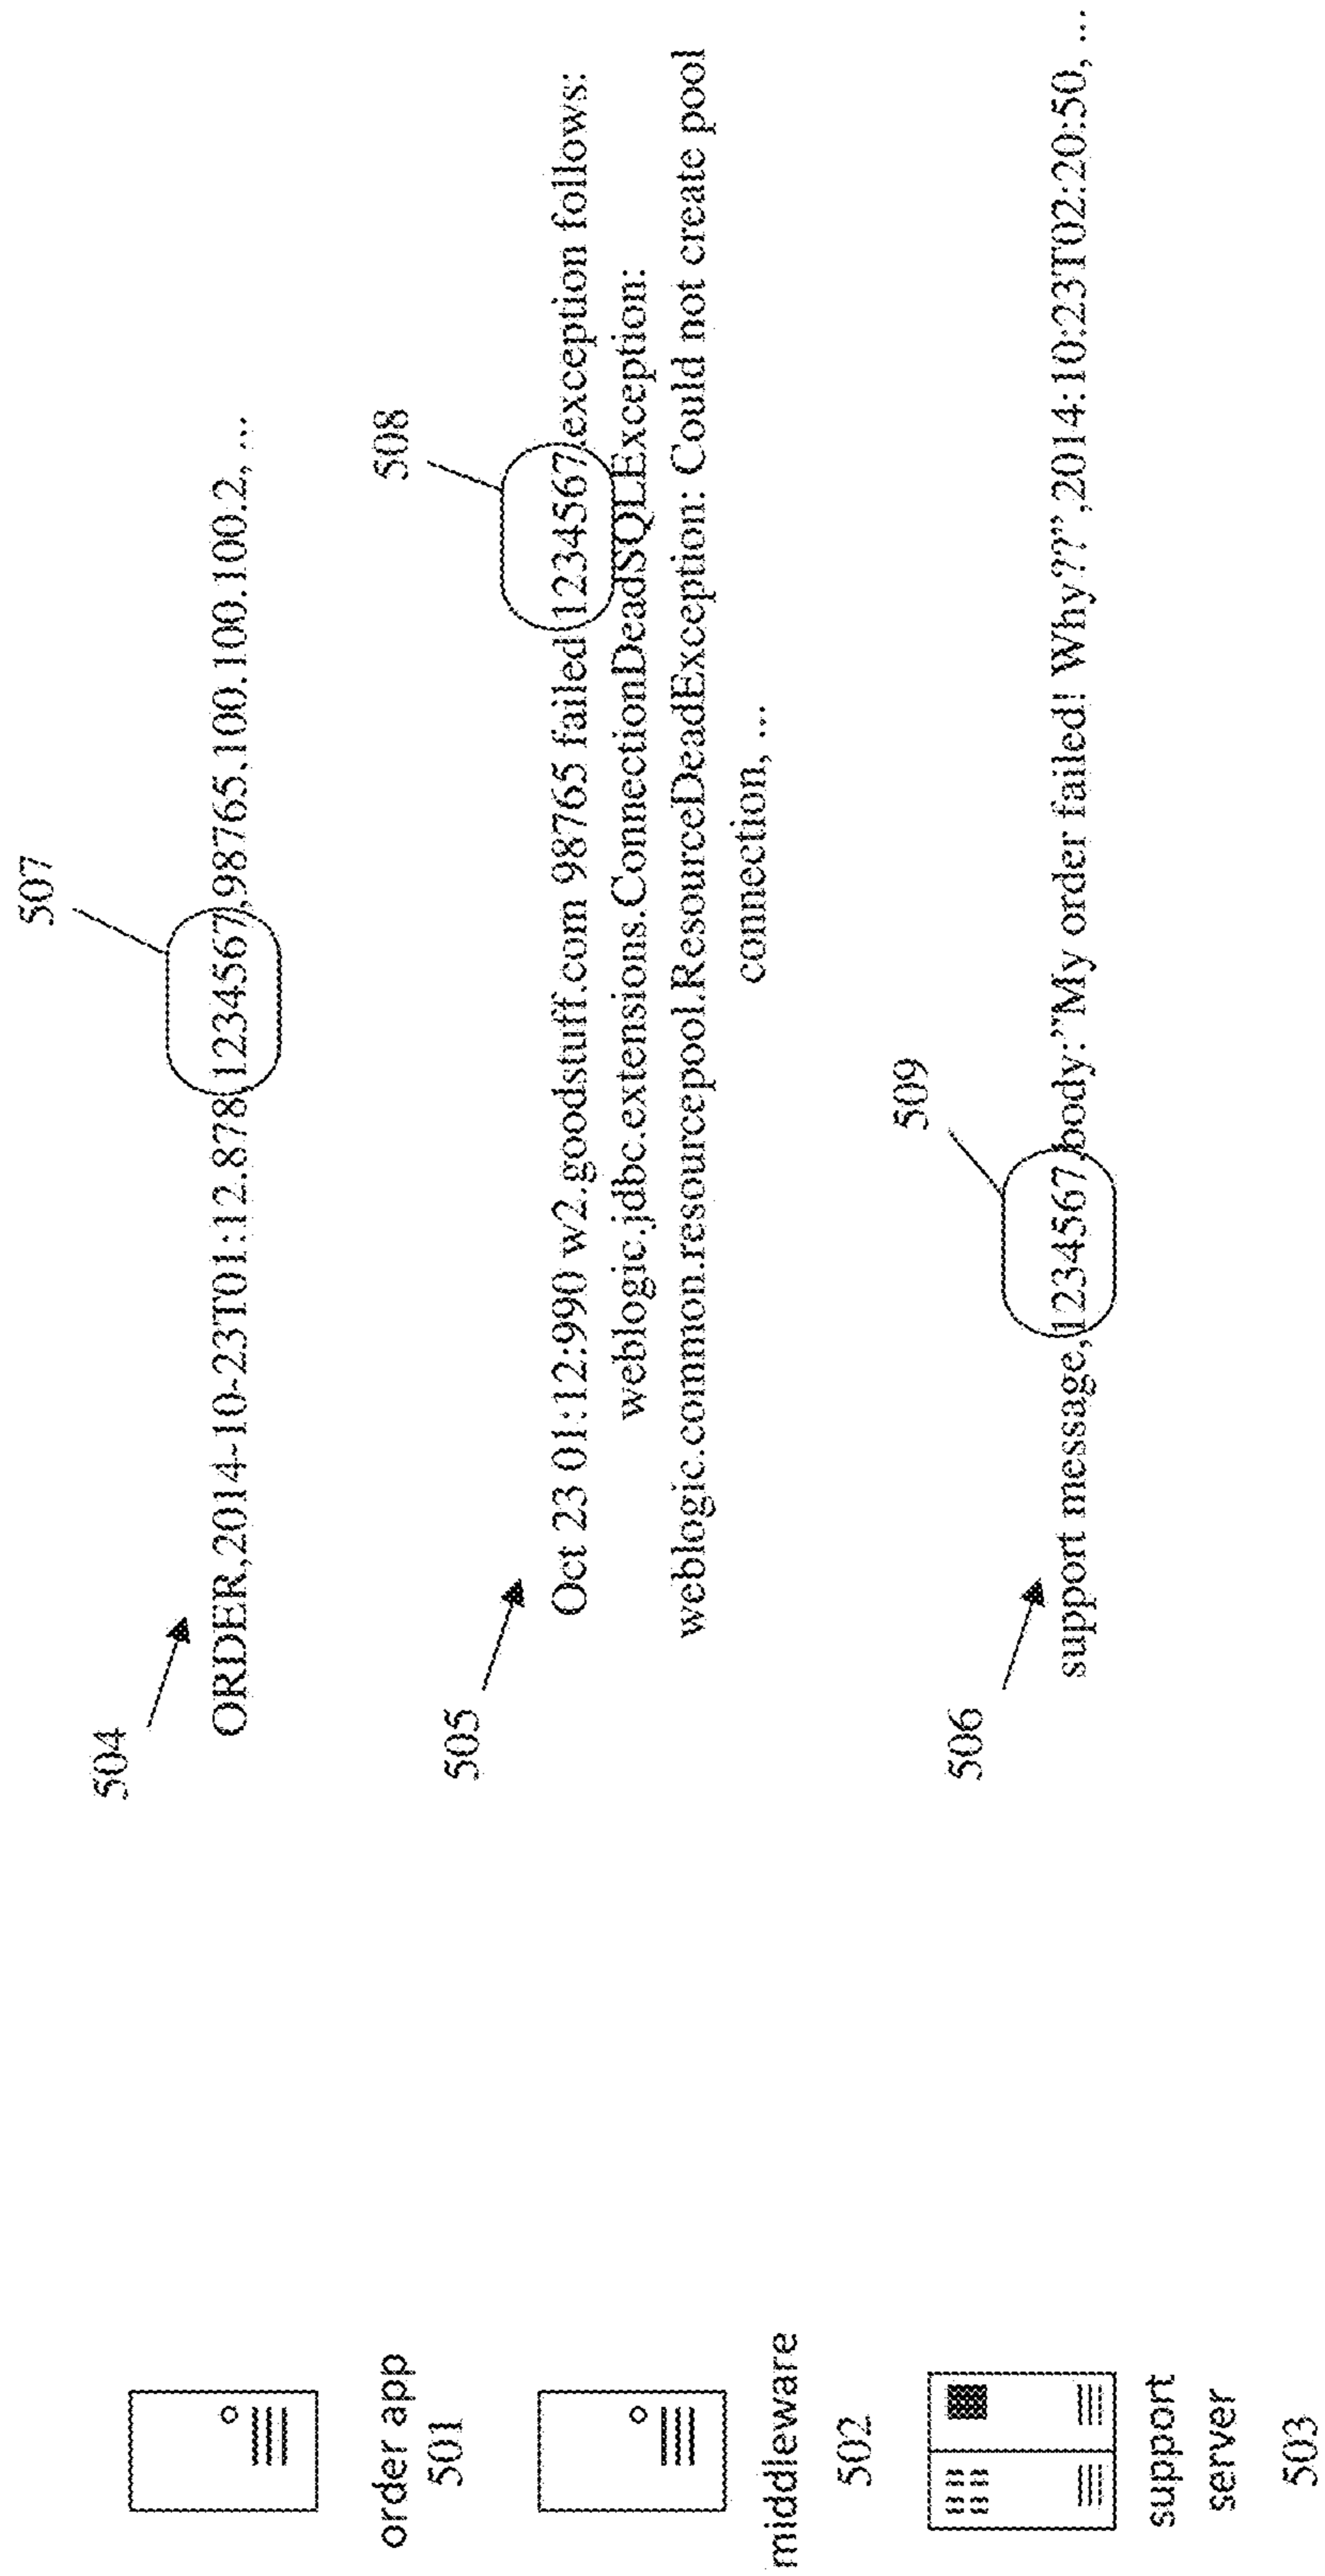 order app
501
504
ORDER,2014-10-23T01:12.878,1234567,98765,100.100.100.2, ...
507
middleware
502
505
Oct 23 01:12:990 w2.goodstuff.com 98765 failed 1234567.exception follows:
508
weblogic.jdbc.extensions.ConnectionDeadSQLException:
weblogic.common.resourcepool.ResourceDeadException: Could not create pool
connection, ...
support
server
503
506
support message,1234567,body:”My order failed! Why??”,2014:10:23T02:20:50, ...
509